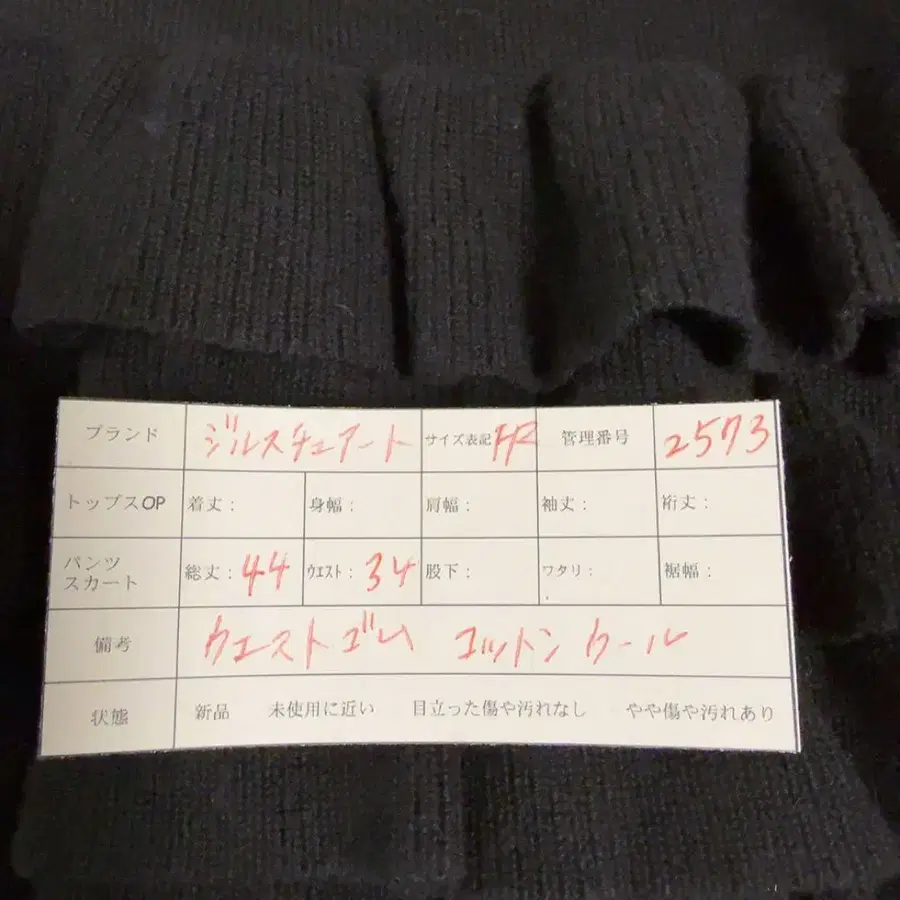 ブランド ジルスチュアート サイズ表記 FR 管理番号 2573
トップスOP 着丈: 身幅: 肩幅: 袖丈: 裄丈:
パンツ
スカート 総丈: 44 ウエスト: 34 股下: ワタリ: 裾幅:
備考 ウエストゴム コットン ウール
状態 新品 未使用に近い 目立った傷や汚れなし やや傷や汚れあり